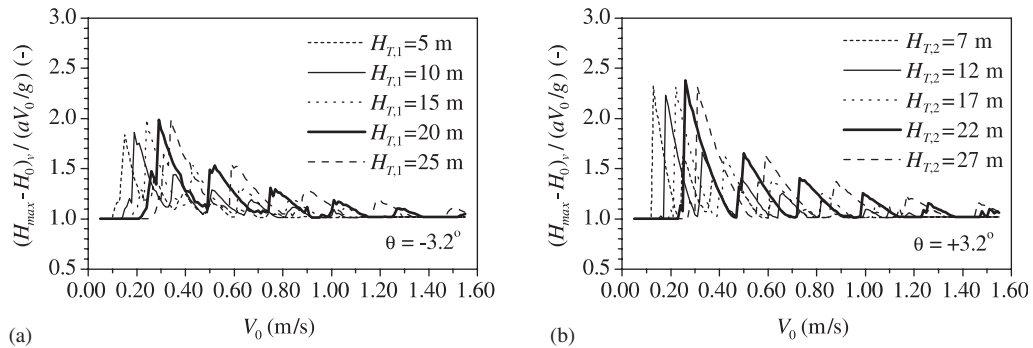 3.0
2.5
2.0
1.5
1.0
0.5
(H_max-H_0)_v / (aV_0/g) (-)
H_T,1=5 m
H_T,1=10 m
H_T,1=15 m
H_T,1=20 m
H_T,1=25 m
θ = -3.2°
0.00 0.20 0.40 0.60 0.80 1.00 1.20 1.40 1.60
(a)
V_0 (m/s)
3.0
2.5
2.0
1.5
1.0
0.5
(H_max-H_0)_v / (aV_0/g) (-)
H_T,2=7 m
H_T,2=12 m
H_T,2=17 m
H_T,2=22 m
H_T,2=27 m
θ = +3.2°
0.00 0.20 0.40 0.60 0.80 1.00 1.20 1.40 1.60
(b)
V_0 (m/s)